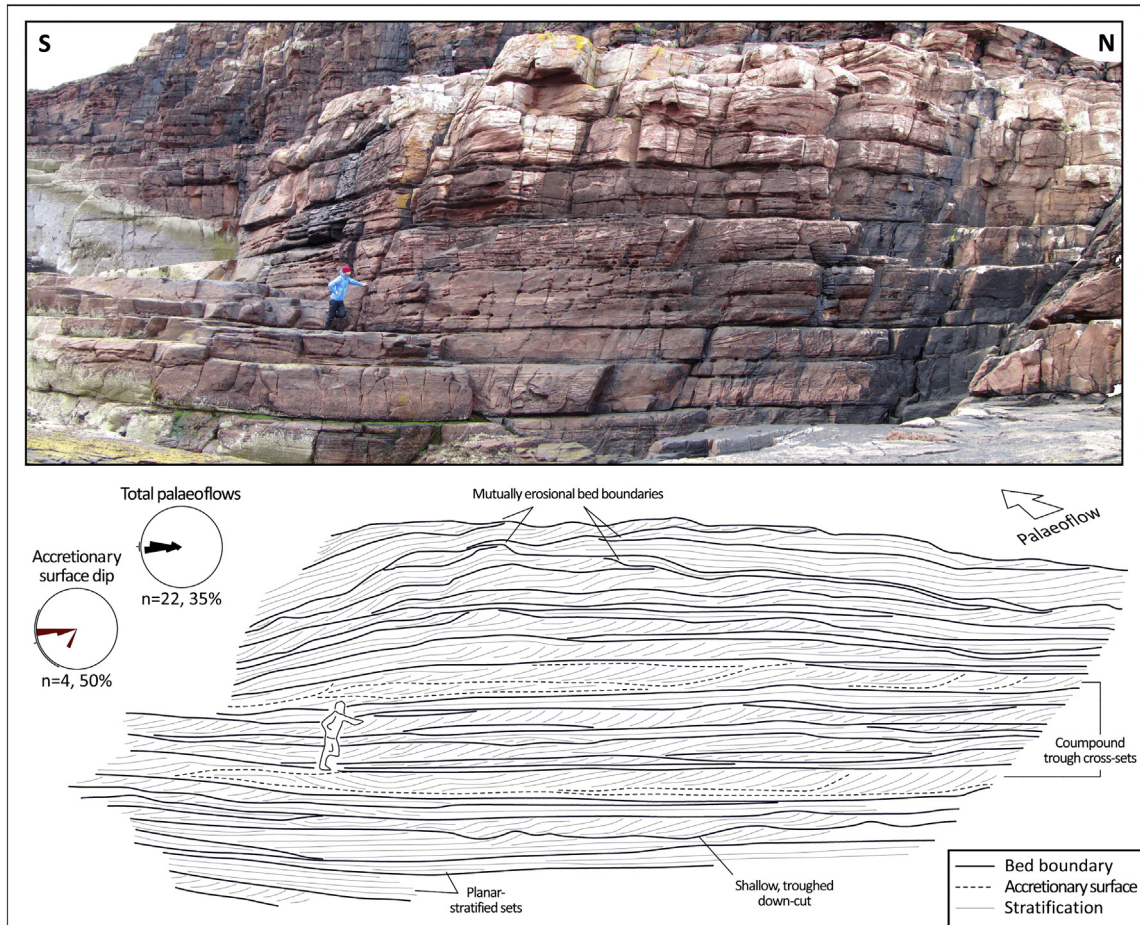 S
N
Total palaeoflows
n=22, 35%
Accretionary
surface dip
n=4, 50%
Mutually erosional bed boundaries
Palaeoflow
Coumpound
trough cross-sets
Planar-
stratified sets
Shallow, troughed
down-cut
Bed boundary
Accretionary surface
Stratification